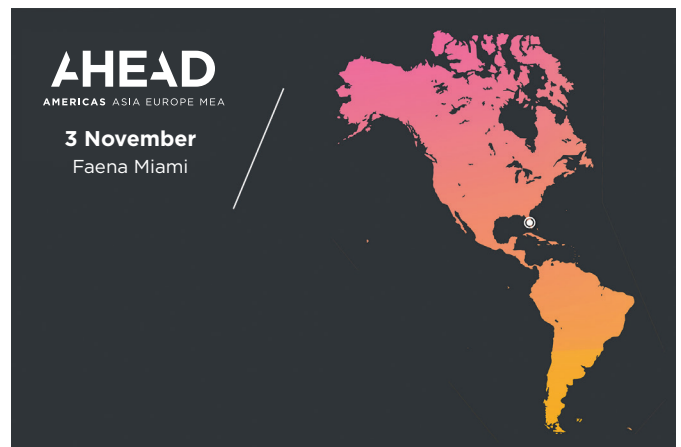 AHEAD
AMERICAS ASIA EUROPE MEA
3 November
Faena Miami